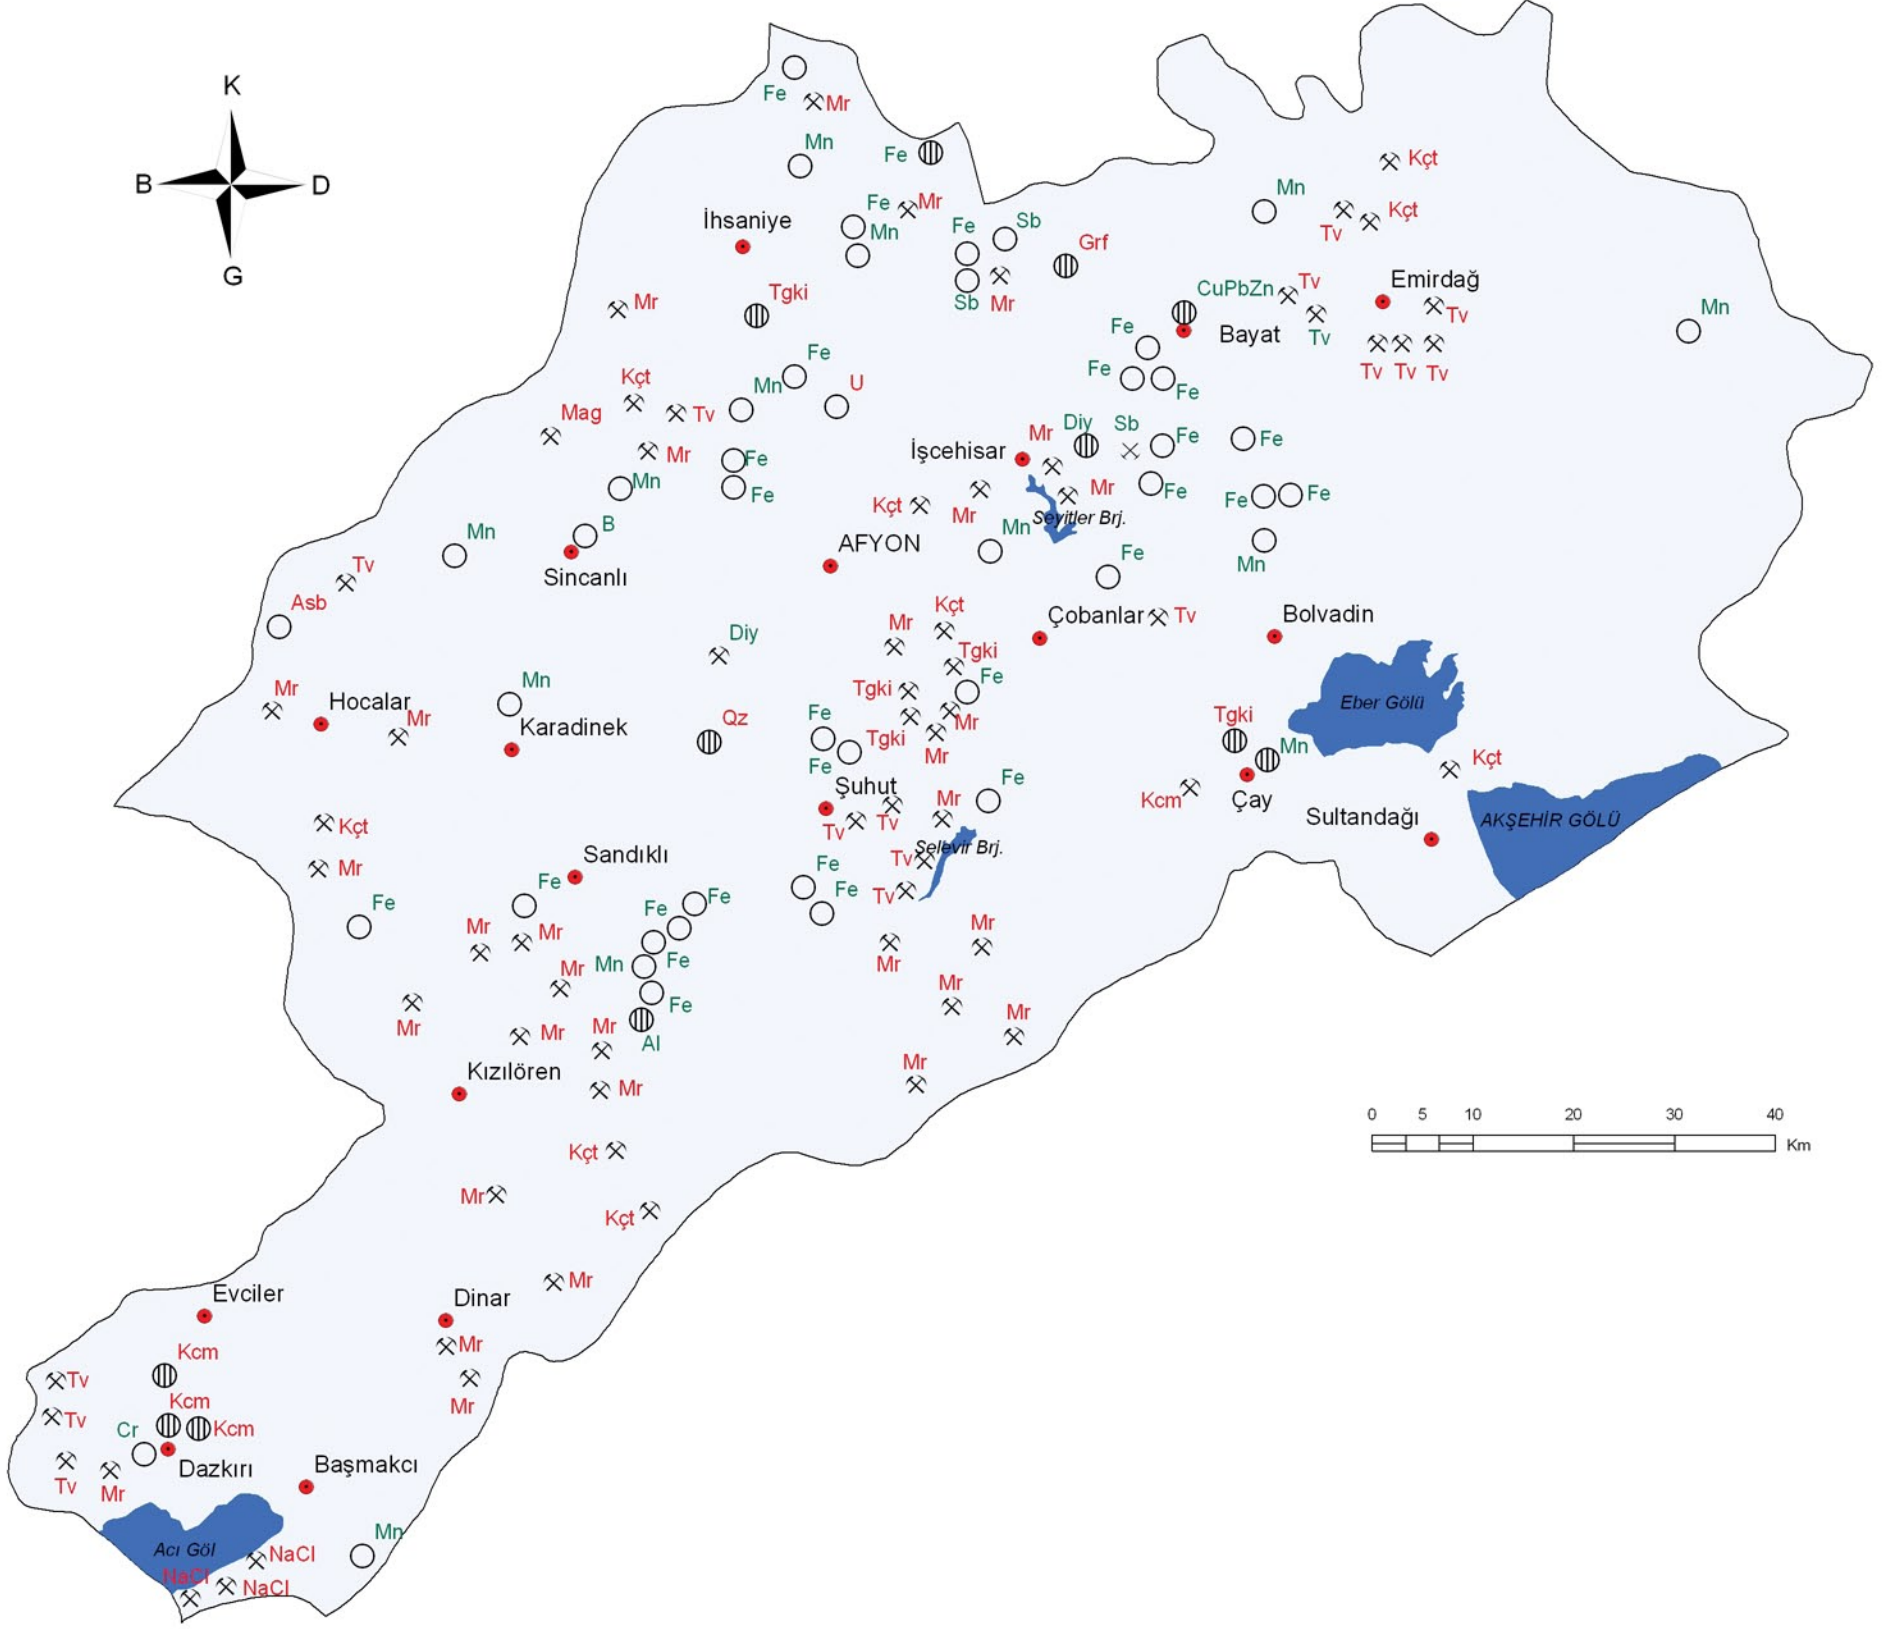 K
B
D
G
Fe
Mr
Mn
Fe
Kçt
Mn
Fe
Mr
Kçt
Tv
İhsaniye
Mn
Fe
Sb
Grf
Sb
Mr
CuPbZn
Tv
Emirdağ
Tv
Mn
Mr
Tgki
Bayat
Tv
Fe
Fe
Fe
Tv
Tv
Tv
Fe
Mn
U
Kçt
Mag
Tv
Mr
Fe
Fe
Mn
B
Mn
Sincanlı
İşcehisar
Mr
Diy
Sb
Fe
Fe
Fe
Fe
Fe
Mn
Kçt
Mr
Mr
Seyitler Brj.
Mn
Fe
AFYON
Tv
Asb
Çobanlar
Tv
Bolvadin
Diy
Mr
Kçt
Tgki
Fe
Tgki
Tgki
Mr
Mr
Eber Gölü
Mr
Hocalar
Mr
Mn
Karadinek
Qz
Fe
Fe
Şuhut
Tv
Tv
Mr
Fe
Tgki
Mn
Çay
Kcm
Kçt
Sultandağı
AKŞEHİR GÖLÜ
Selevir Brj.
Tv
Tv
Kçt
Mr
Fe
Sandıklı
Fe
Fe
Fe
Fe
Fe
Mr
Mr
Mn
Fe
Mr
Fe
Al
Mr
Mr
Mr
Mr
Mr
Mr
Mr
Mr
Mr
Kızılören
Mr
0 5 10 20 30 40
Km
Kçt
Mr
Kçt
Mr
Evciler
Dinar
Mr
Mr
Kcm
Kcm
Kcm
Tv
Tv
Tv
Cr
Mr
Dazkırı
Başmakcı
Acı Göl
Mn
NaCl
NaCl
NaCl